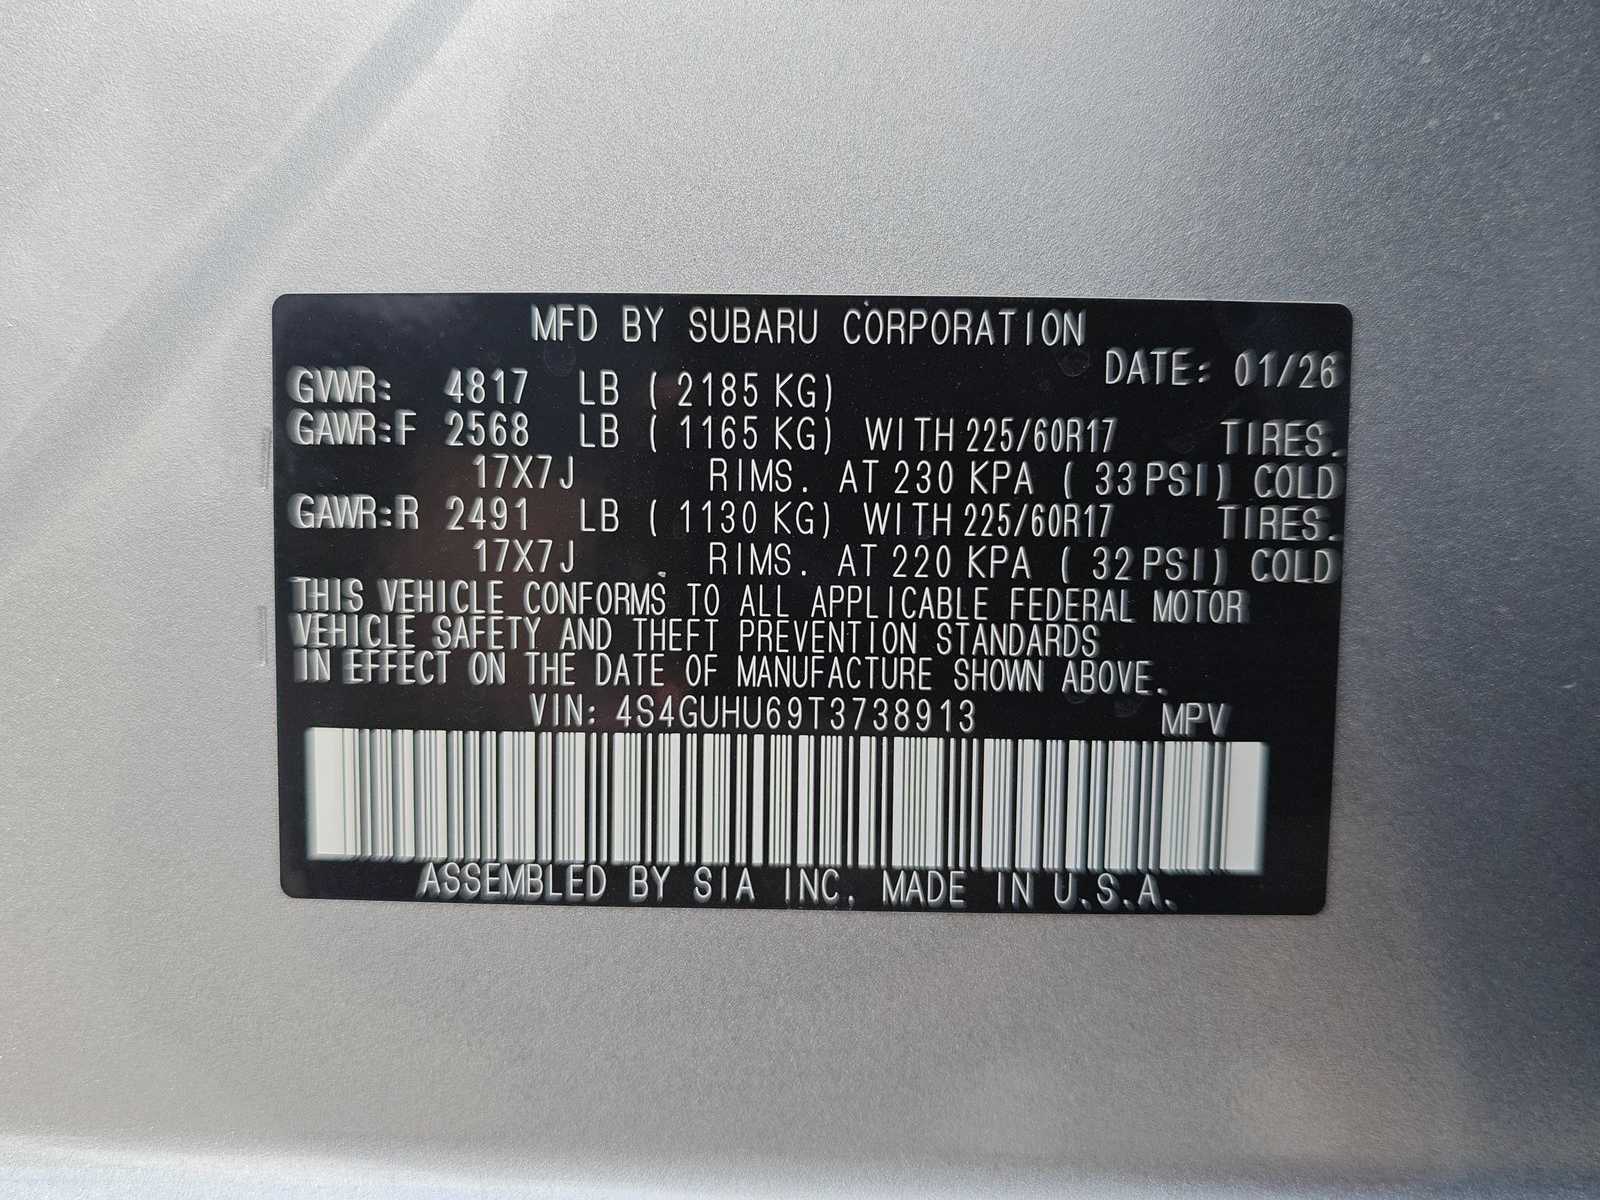 MFD BY SUBARU CORPORATION
DATE: 01/26
GVWR: 4817 LB ( 2185 KG)
GAWR:F 2568 LB ( 1165 KG) WITH 225/60R17 TIRES.
17X7J RIMS. AT 230 KPA ( 33 PSI) COLD
GAWR:R 2491 LB ( 1130 KG) WITH 225/60R17 TIRES.
17X7J RIMS. AT 220 KPA ( 32 PSI) COLD
THIS VEHICLE CONFORMS TO ALL APPLICABLE FEDERAL MOTOR
VEHICLE SAFETY AND THEFT PREVENTION STANDARDS
IN EFFECT ON THE DATE OF MANUFACTURE SHOWN ABOVE.
VIN: 4S4GUHU69T3738913 MPV
ASSEMBLED BY SIA INC. MADE IN U.S.A.